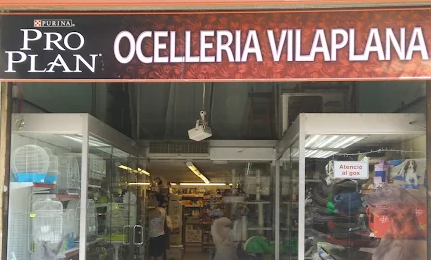 PURINA
PRO
PLAN
OCELLERIA VILAPLANA
Atenció
al gos